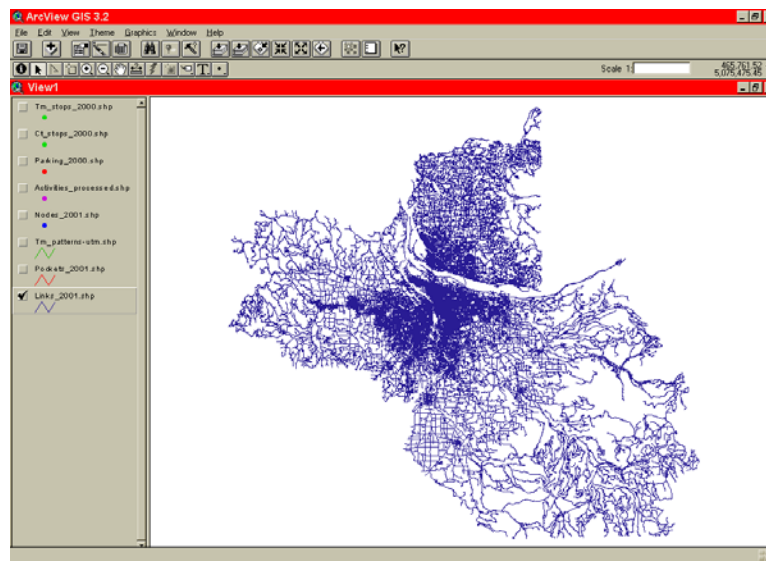 ArcView GIS 3.2
File Edit View Theme Graphics Window Help
Scale 1:
465,761.52
5,075,475.45
View1
Tm_stops_2000.shp
Ct_stops_2000.shp
Parking_2000.shp
Activities_processed.shp
Nodes_2001.shp
Tm_patterns-utm.shp
Pockets_2001.shp
Links_2001.shp